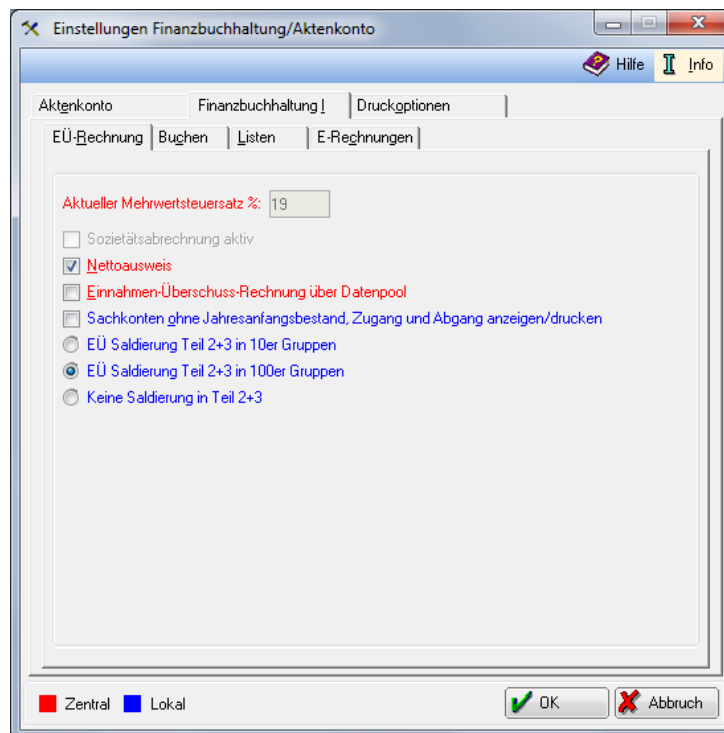 Einstellungen Finanzbuchhaltung/Aktenkonto
Hilfe Info
Aktenkonto Finanzbuchhaltung I Druckoptionen
EÜ-Rechnung Buchen Listen E-Rechnungen
Aktueller Mehrwertsteuersatz %: 19
Sozietätsabrechnung aktiv
Nettoausweis
Einnahmen-Überschuss-Rechnung über Datenpool
Sachkonten ohne Jahresanfangsbestand, Zugang und Abgang anzeigen/drucken
EÜ Saldierung Teil 2+3 in 10er Gruppen
EÜ Saldierung Teil 2+3 in 100er Gruppen
Keine Saldierung in Teil 2+3
Zentral Lokal OK Abbruch